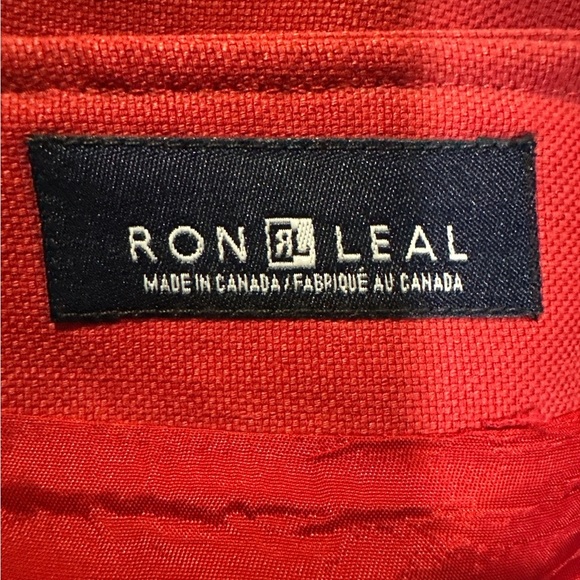 RON RL LEAL
MADE IN CANADA / FABRIQUÉ AU CANADA